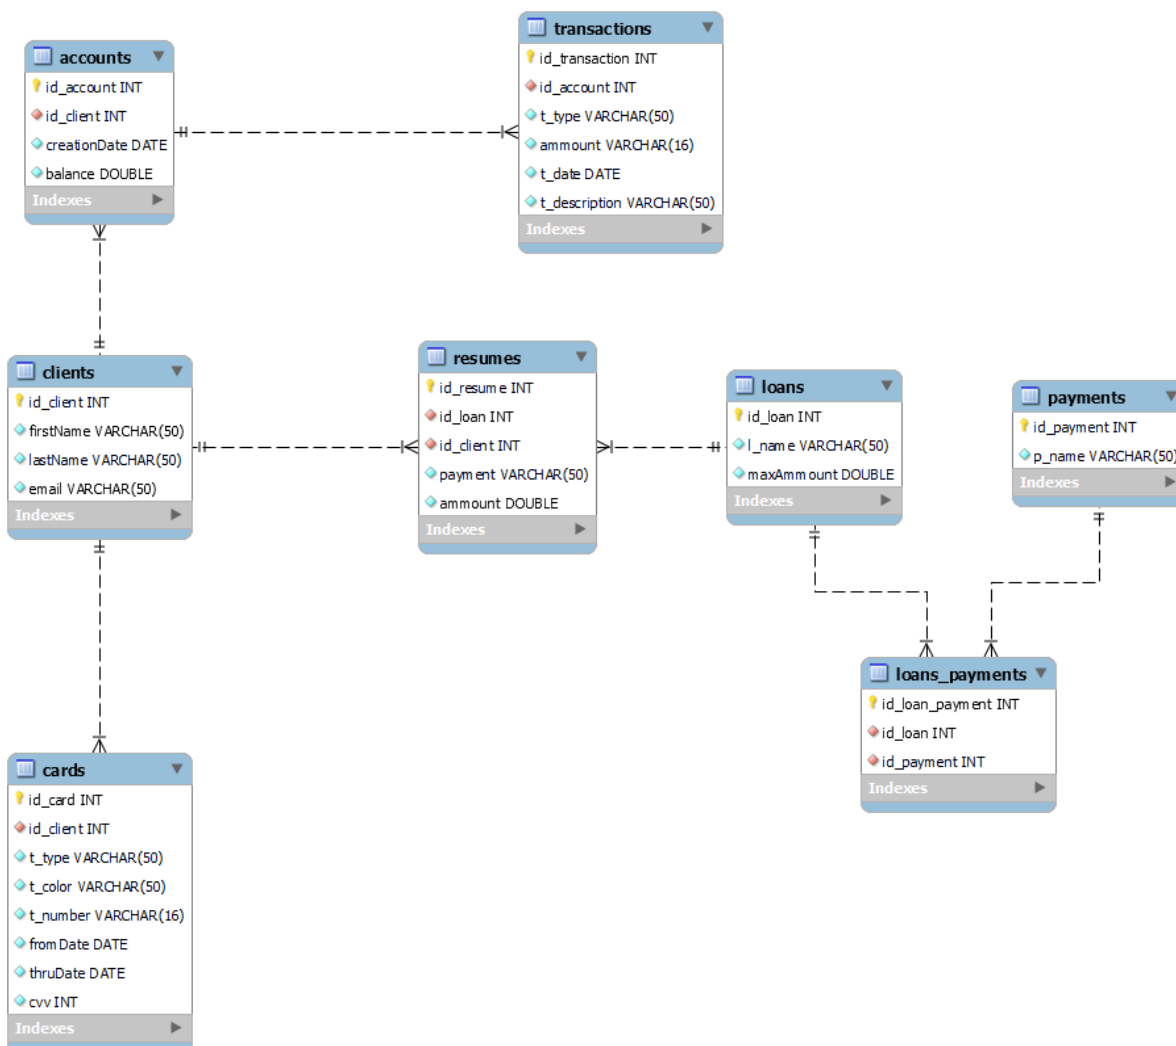 accounts
id_account INT
id_client INT
creationDate DATE
balance DOUBLE
Indexes
transactions
id_transaction INT
id_account INT
t_type VARCHAR(50)
ammount VARCHAR(16)
t_date DATE
t_description VARCHAR(50)
Indexes
clients
id_client INT
firstName VARCHAR(50)
lastName VARCHAR(50)
email VARCHAR(50)
Indexes
resumes
id_resume INT
id_loan INT
id_client INT
payment VARCHAR(50)
ammount DOUBLE
Indexes
loans
id_loan INT
l_name VARCHAR(50)
maxAmmount DOUBLE
Indexes
payments
id_payment INT
p_name VARCHAR(50)
Indexes
loans_payments
id_loan_payment INT
id_loan INT
id_payment INT
Indexes
cards
id_card INT
id_client INT
t_type VARCHAR(50)
t_color VARCHAR(50)
t_number VARCHAR(16)
fromDate DATE
thruDate DATE
cvv INT
Indexes